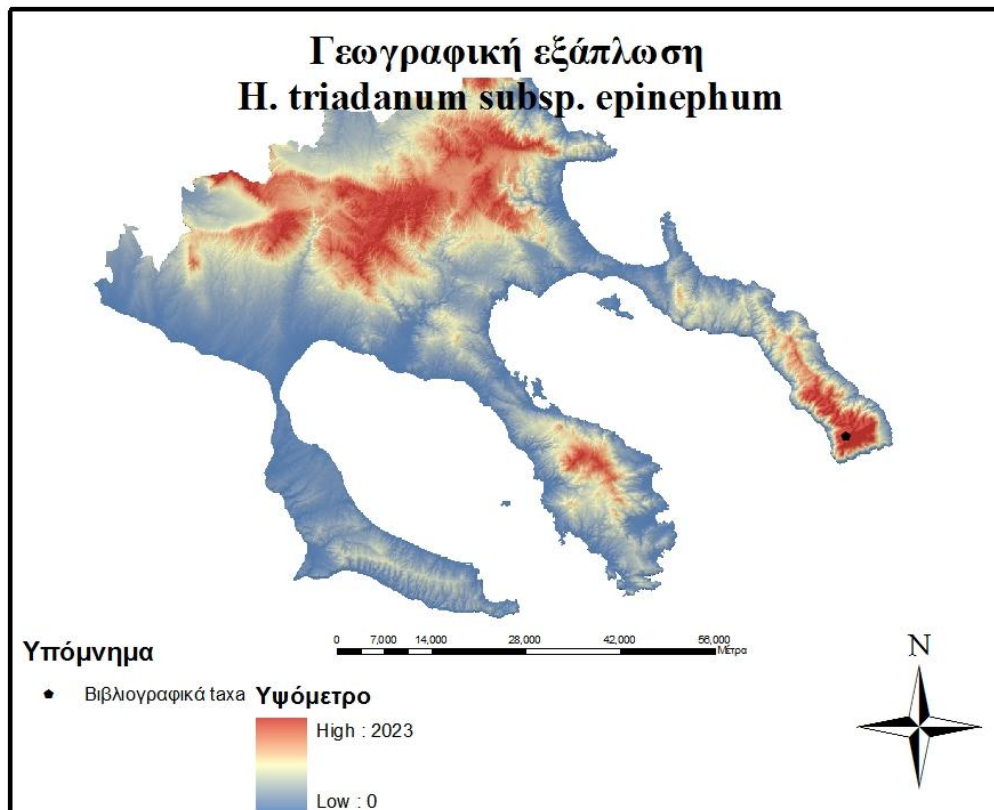 Γεωγραφική εξάπλωση
H. triadanum subsp. epinephum
Υπόμνημα
Βιβλιογραφικά taxa
Υψόμετρο
High : 2023
Low : 0
0 7,000 14,000 28,000 42,000 56,000
Μέτρα
N